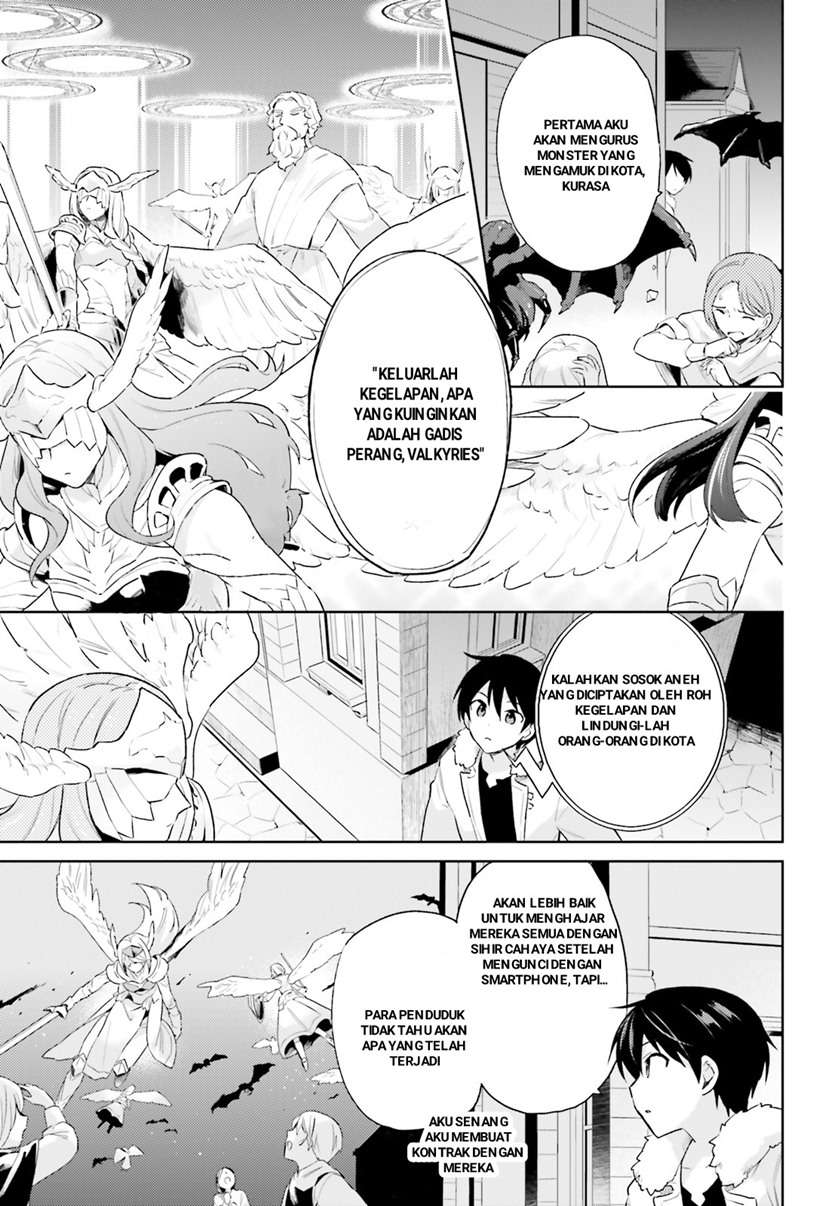 PERTAMA AKU
AKAN MENGURUS
MONSTER YANG
MENGAMUK DI KOTA,
KURASA
"KELUARLAH
KEGELAPAN, APA
YANG KUINGINKAN
ADALAH GADIS
PERANG, VALKYRIES"
KALAHKAN SOSOK ANEH
YANG DICIPTAKAN OLEH ROH
KEGELAPAN DAN
LINDUNGI-LAH
ORANG-ORANG DI KOTA
AKAN LEBIH BAIK
UNTUK MENGHAJAR
MEREKA SEMUA DENGAN
SIHIR CAHAYA SETELAH
MENGUNCI DENGAN
SMARTPHONE, TAPI...
PARA PENDUDUK
TIDAK TAHU AKAN
APA YANG TELAH
TERJADI
AKU SENANG
AKU MEMBUAT
KONTRAK DENGAN
MEREKA